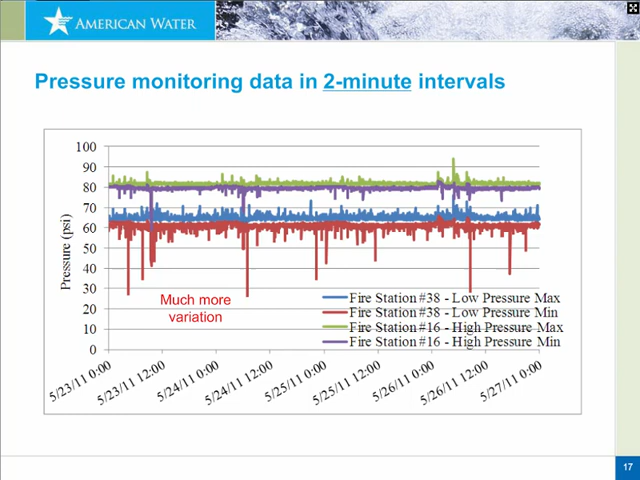 AMERICAN WATER
Pressure monitoring data in 2-minute intervals
100
90
80
70
60
50
40
30
20
10
0
Pressure (psi)
Much more
variation
Fire Station #38 - Low Pressure Max
Fire Station #38 - Low Pressure Min
Fire Station #16 - High Pressure Max
Fire Station #16 - High Pressure Min
5/23/11 0:00
5/23/11 12:00
5/24/11 0:00
5/24/11 12:00
5/25/11 0:00
5/25/11 12:00
5/26/11 0:00
5/26/11 12:00
5/27/11 0:00
17